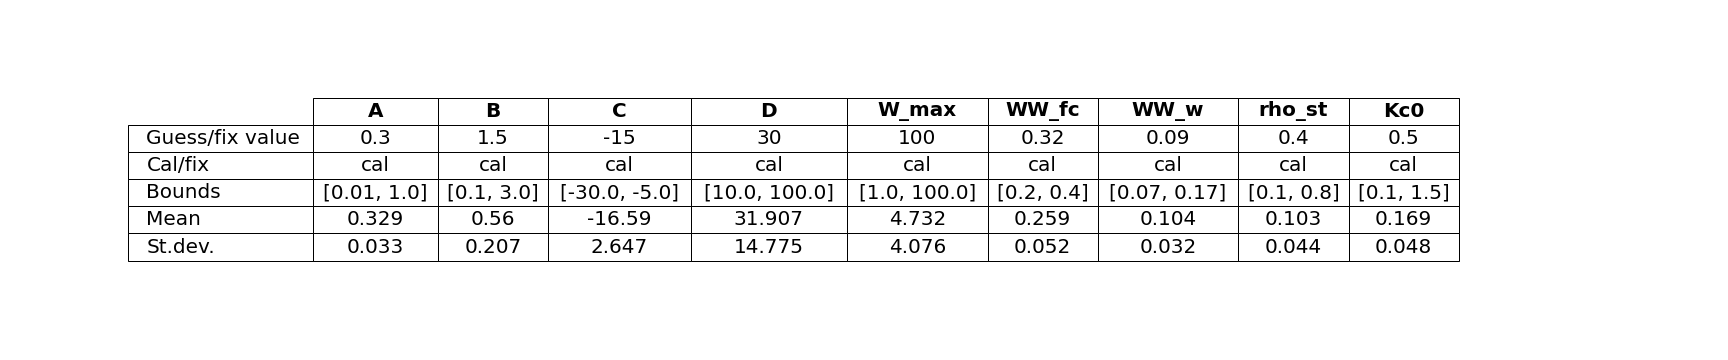 A B C D W_max WW_fc WW_w rho_st Kc0
Guess/fix value 0.3 1.5 -15 30 100 0.32 0.09 0.4 0.5
Cal/fix cal cal cal cal cal cal cal cal cal
Bounds [0.01, 1.0] [0.1, 3.0] [-30.0, -5.0] [10.0, 100.0] [1.0, 100.0] [0.2, 0.4] [0.07, 0.17] [0.1, 0.8] [0.1, 1.5]
Mean 0.329 0.56 -16.59 31.907 4.732 0.259 0.104 0.103 0.169
St.dev. 0.033 0.207 2.647 14.775 4.076 0.052 0.032 0.044 0.048